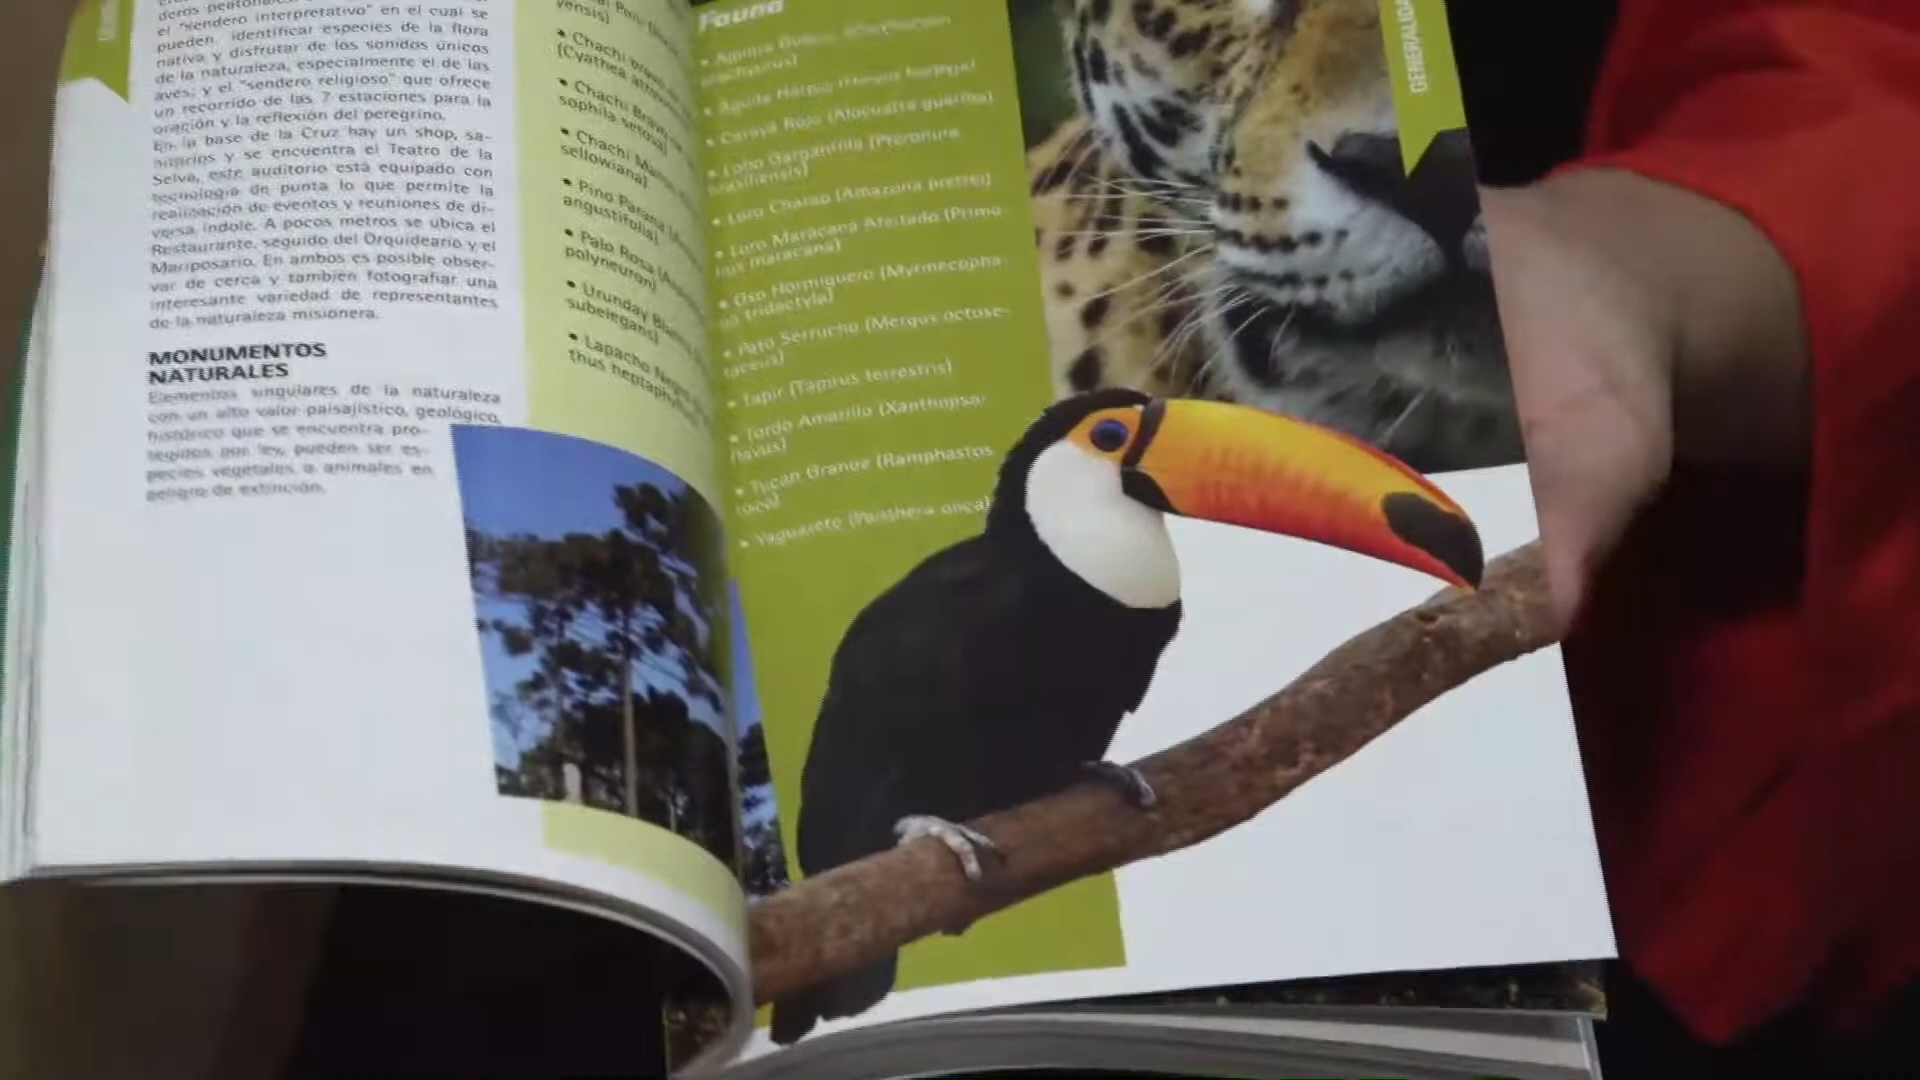 el "sendero interpretativo" en el cual se
pueden identificar especies de la flora
nativa y disfrutar de los sonidos únicos
de la naturaleza, especialmente el de las
aves; y el "sendero religioso" que ofrece
un recorrido de las 7 estaciones para la
oración y la reflexión del peregrino.
En la base de la Cruz hay un shop, sa-
nitarios y se encuentra el Teatro de la
Selva, este auditorio está equipado con
tecnología de punta lo que permite la
realización de eventos y reuniones de di-
versa índole. A pocos metros se ubica el
Restaurante, seguido del Orquideario y el
Mariposario. En ambos es posible obser-
var de cerca y también fotografiar una
interesante variedad de representantes
de la naturaleza misionera.
MONUMENTOS
NATURALES
Elementos singulares de la naturaleza
con un alto valor paisajístico, geológico,
histórico que se encuentra pro-
tegidos por ley, pueden ser es-
pecies vegetales o animales en
peligro de extinción.
vensis)
• Chachi
(Cyathea
• Chachi Bravo
sophila setosa)
• Chachi
sellowiana)
• Pino Paraná
angustifolia)
• Palo Rosa
polyneuron)
• Urunday
subelegans)
• Lapacho Negro
thus
Fauna
• Aguila Harpía (Harpia harpyja)
• Carayá Rojo (Alouatta guariba)
• Lobo Gargantilla (Pteronura
brasiliensis)
• Loro Charao (Amazona pretrei)
• Loro Maracaná Afeitado (Primo-
lius maracana)
• Oso Hormiguero (Myrmecopha-
ga tridactyla)
• Pato Serrucho (Mergus octose-
taceus)
• Tapir (Tapirus terrestris)
• Tordo Amarillo (Xanthopsar
flavus)
• Tucán Grande (Ramphastos
toco)
• Yaguareté (Panthera onca)